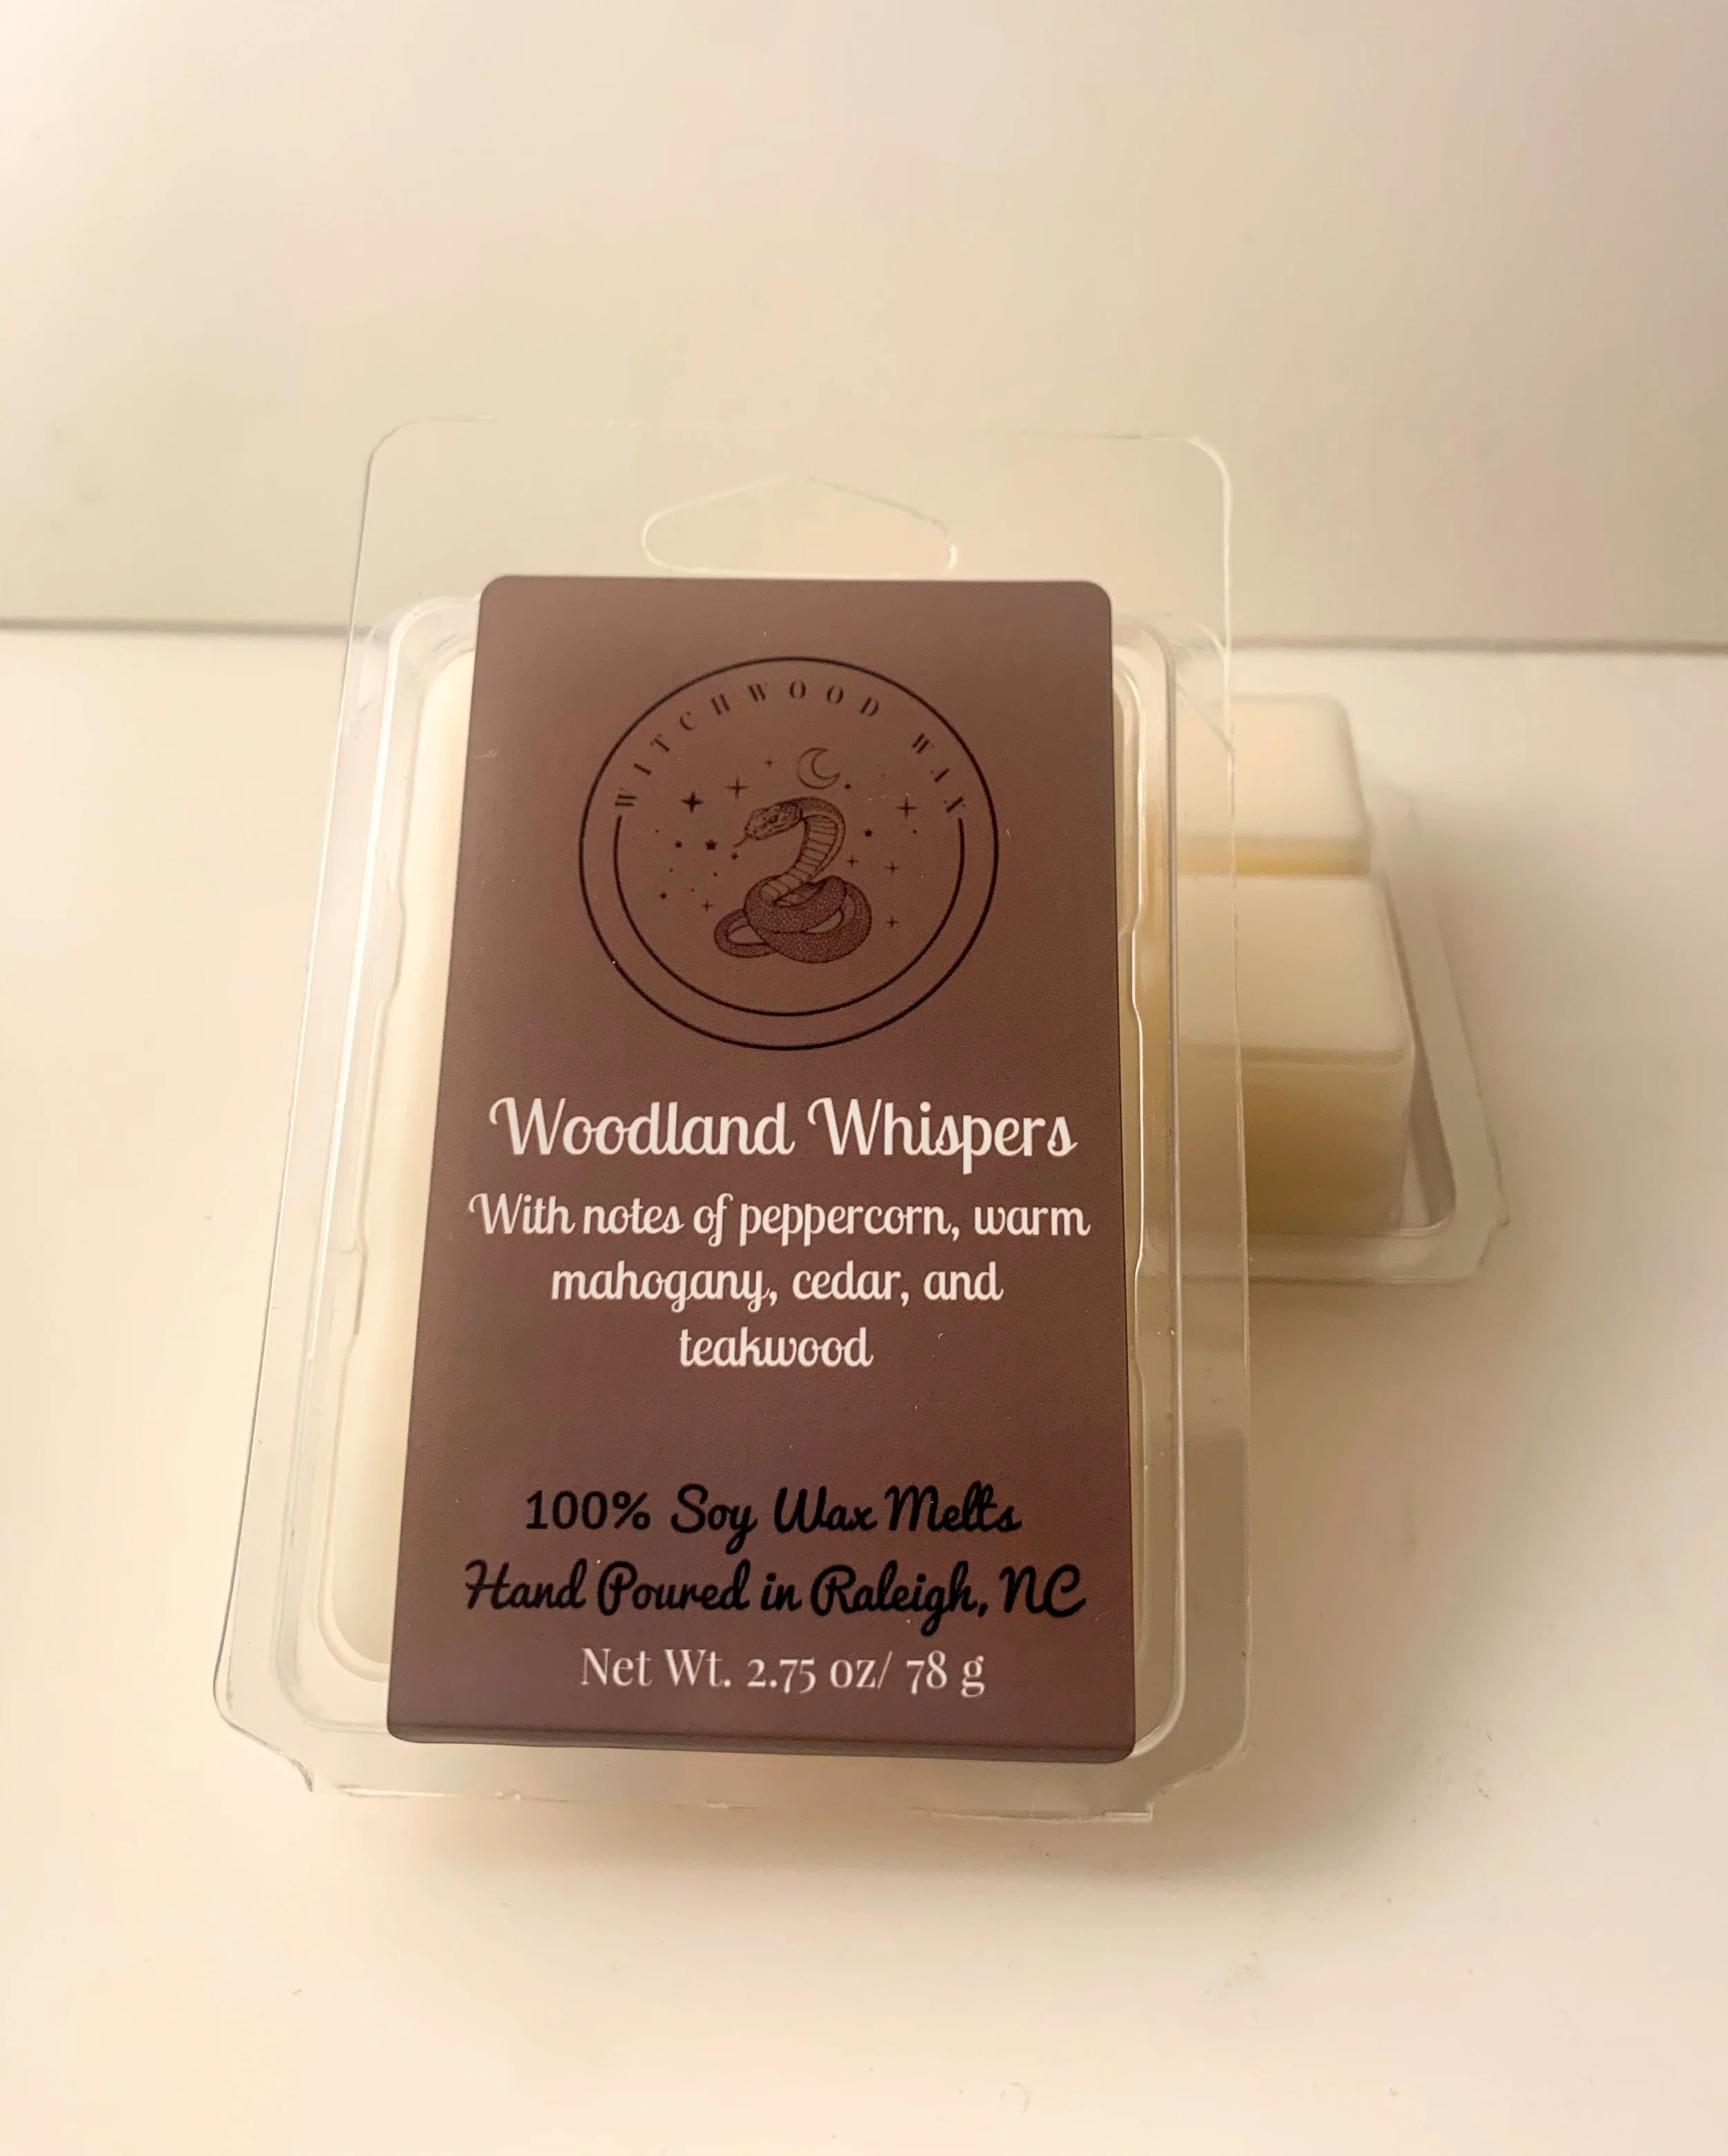 WITCHWOOD WAX
Woodland Whispers
With notes of peppercorn, warm
mahogany, cedar, and
teakwood
100% Soy Wax Melts
Hand Poured in Raleigh, NC
Net Wt. 2.75 oz/ 78 g